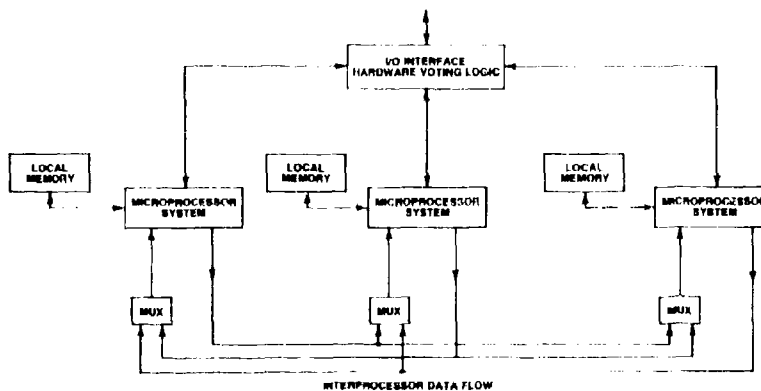 I/O INTERFACE
HARDWARE VOTING LOGIC
LOCAL
MEMORY
LOCAL
MEMORY
LOCAL
MEMORY
MICROPROCESSOR
SYSTEM
MICROPROCESSOR
SYSTEM
MICROPROCESSOR
SYSTEM
MUX
MUX
MUX
INTERPROCESSOR DATA FLOW